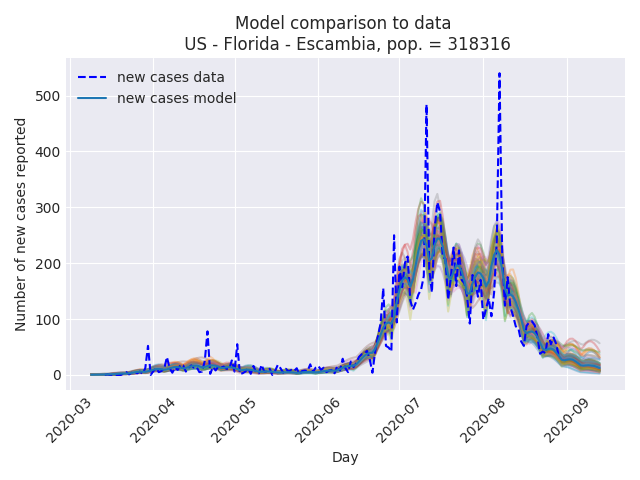 Model comparison to data
US - Florida - Escambia, pop. = 318316
new cases data
new cases model
Number of new cases reported
500
400
300
200
100
0
2020-03
2020-04
2020-05
2020-06
2020-07
2020-08
2020-09
Day